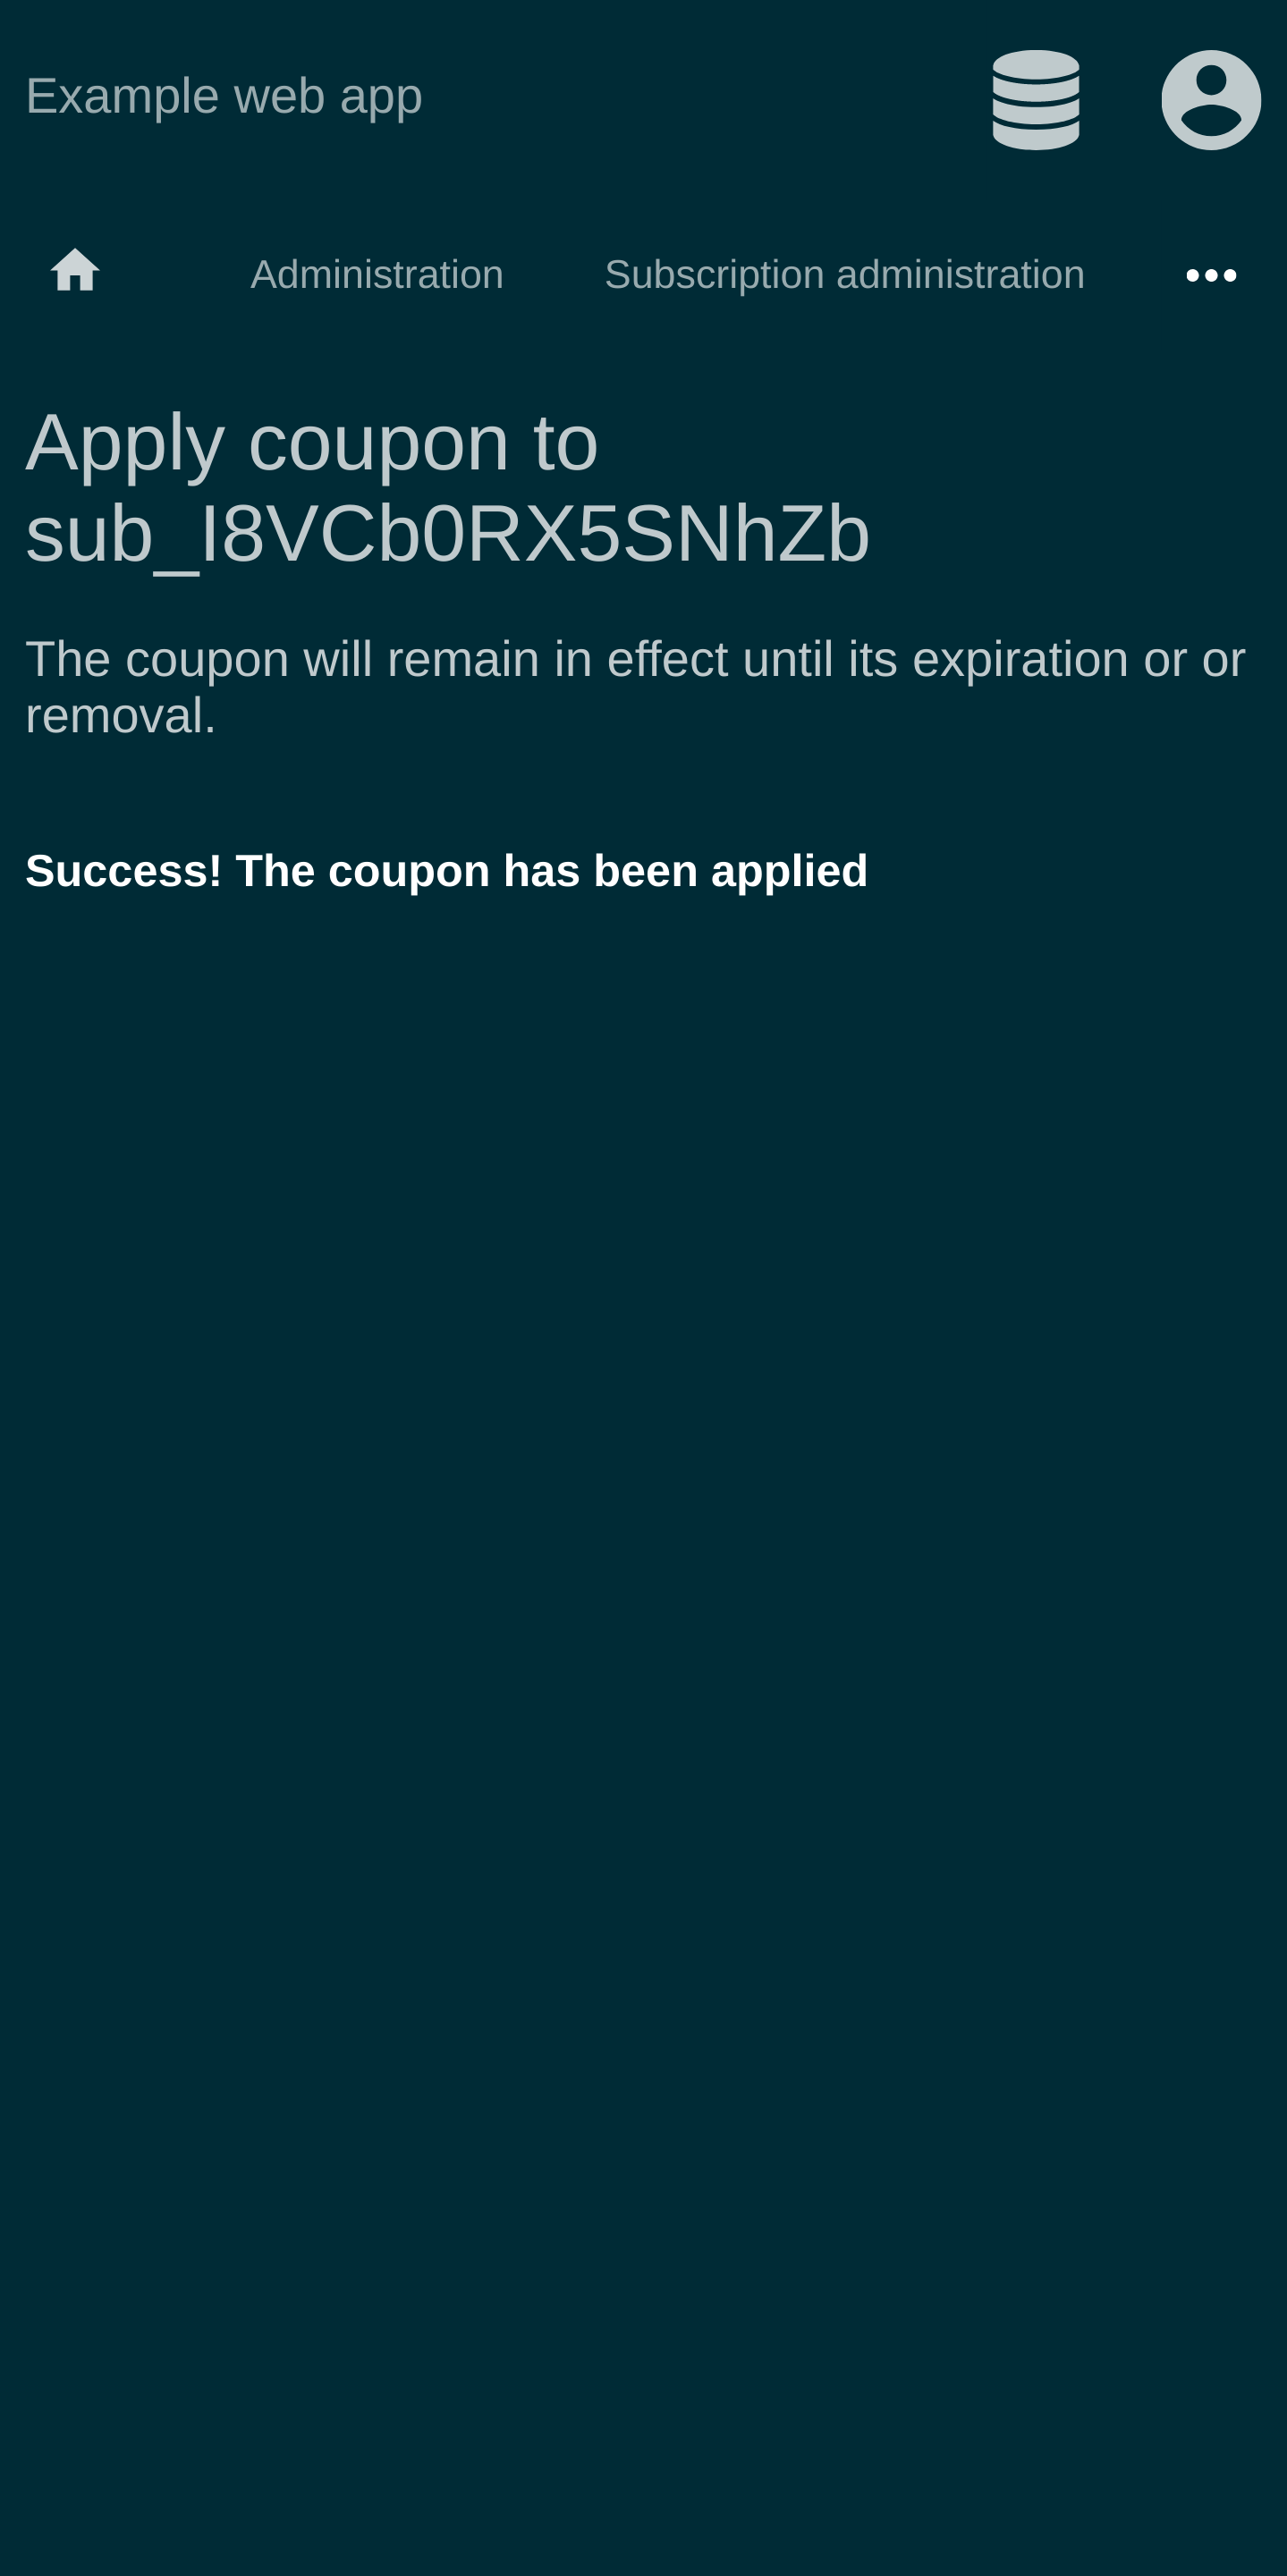 Example web app
Administration
Subscription administration
Apply coupon to
sub_I8VCb0RX5SNhZb
The coupon will remain in effect until its expiration or or
removal.
Success! The coupon has been applied